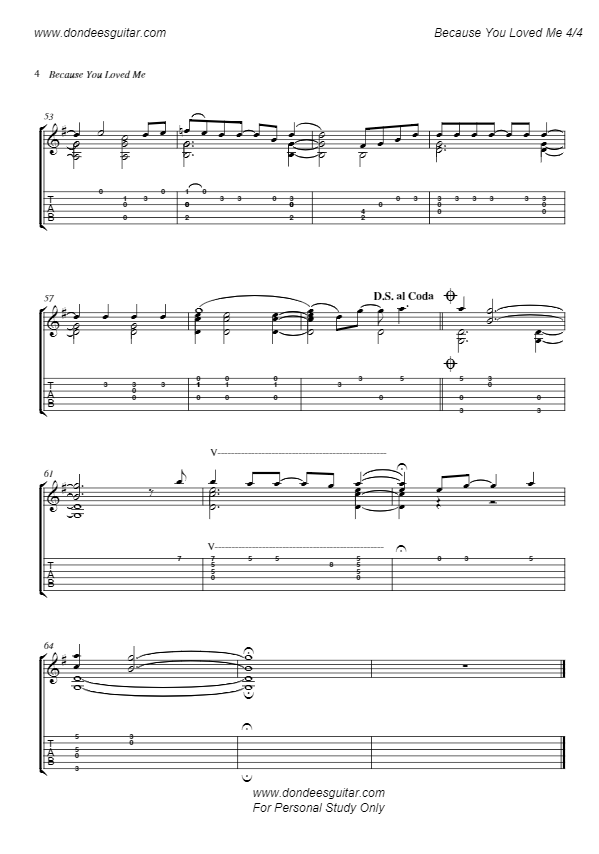 www.dondeesguitar.com Because You Loved Me 4/4
4 Because You Loved Me
53
57
D.S. al Coda
61
V
V
64
www.dondeesguitar.com
For Personal Study Only